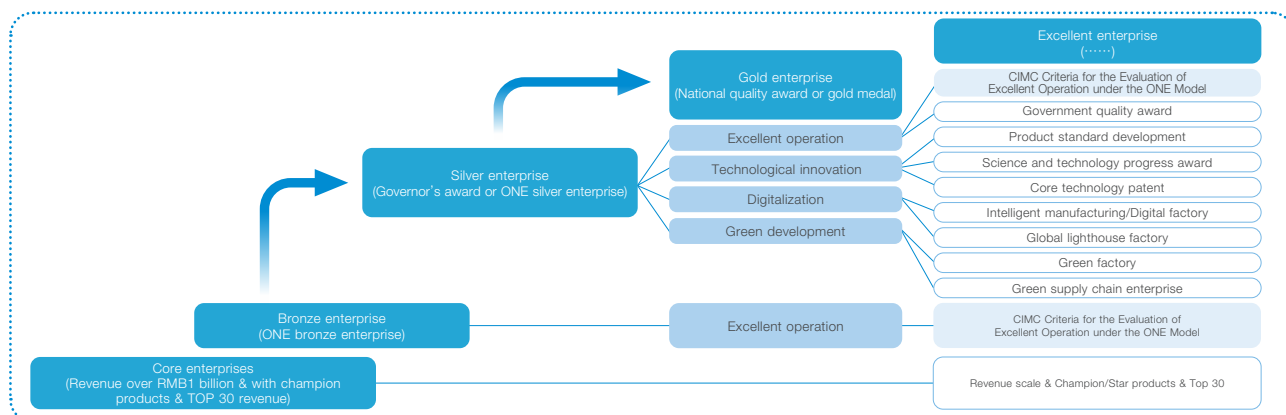 Excellent enterprise
(······)
Gold enterprise
(National quality award or gold medal)
CIMC Criteria for the Evaluation of
Excellent Operation under the ONE Model
Government quality award
Excellent operation
Product standard development
Silver enterprise
(Governor's award or ONE silver enterprise)
Technological innovation
Science and technology progress award
Core technology patent
Digitalization
Intelligent manufacturing/Digital factory
Green development
Global lighthouse factory
Green factory
Green supply chain enterprise
Bronze enterprise
(ONE bronze enterprise)
Excellent operation
CIMC Criteria for the Evaluation of
Excellent Operation under the ONE Model
Core enterprises
(Revenue over RMB1 billion & with champion
products & TOP 30 revenue)
Revenue scale & Champion/Star products & Top 30